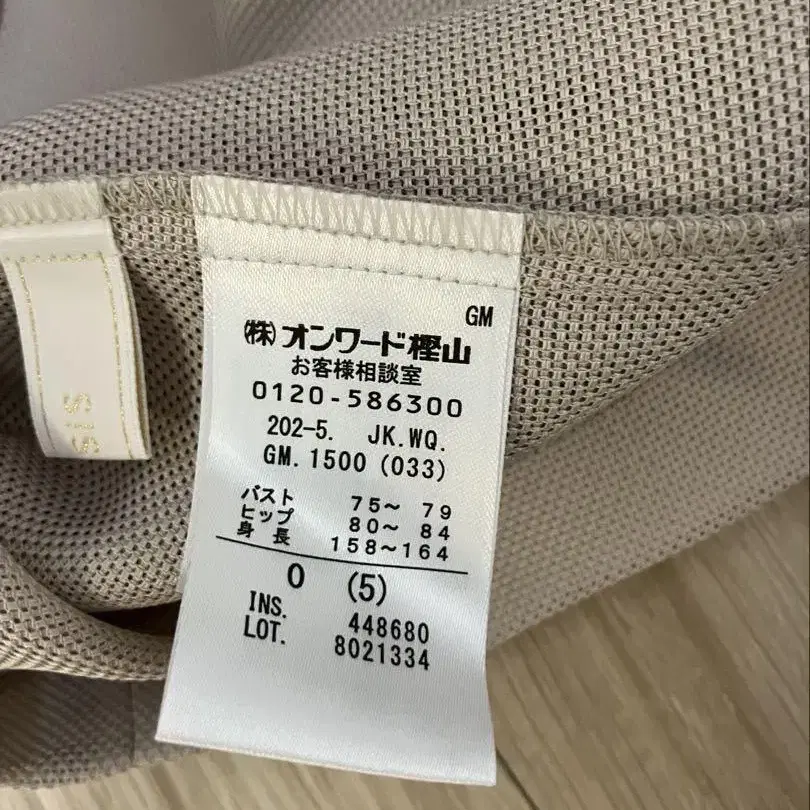 GM
㈱オンワード樫山
お客様相談室
0120-586300
202-5. JK.WQ.
GM.1500(033)
バスト 75〜 79
ヒップ 80〜 84
身長 158〜164
0 (5)
INS. 448680
LOT. 8021334
SIS